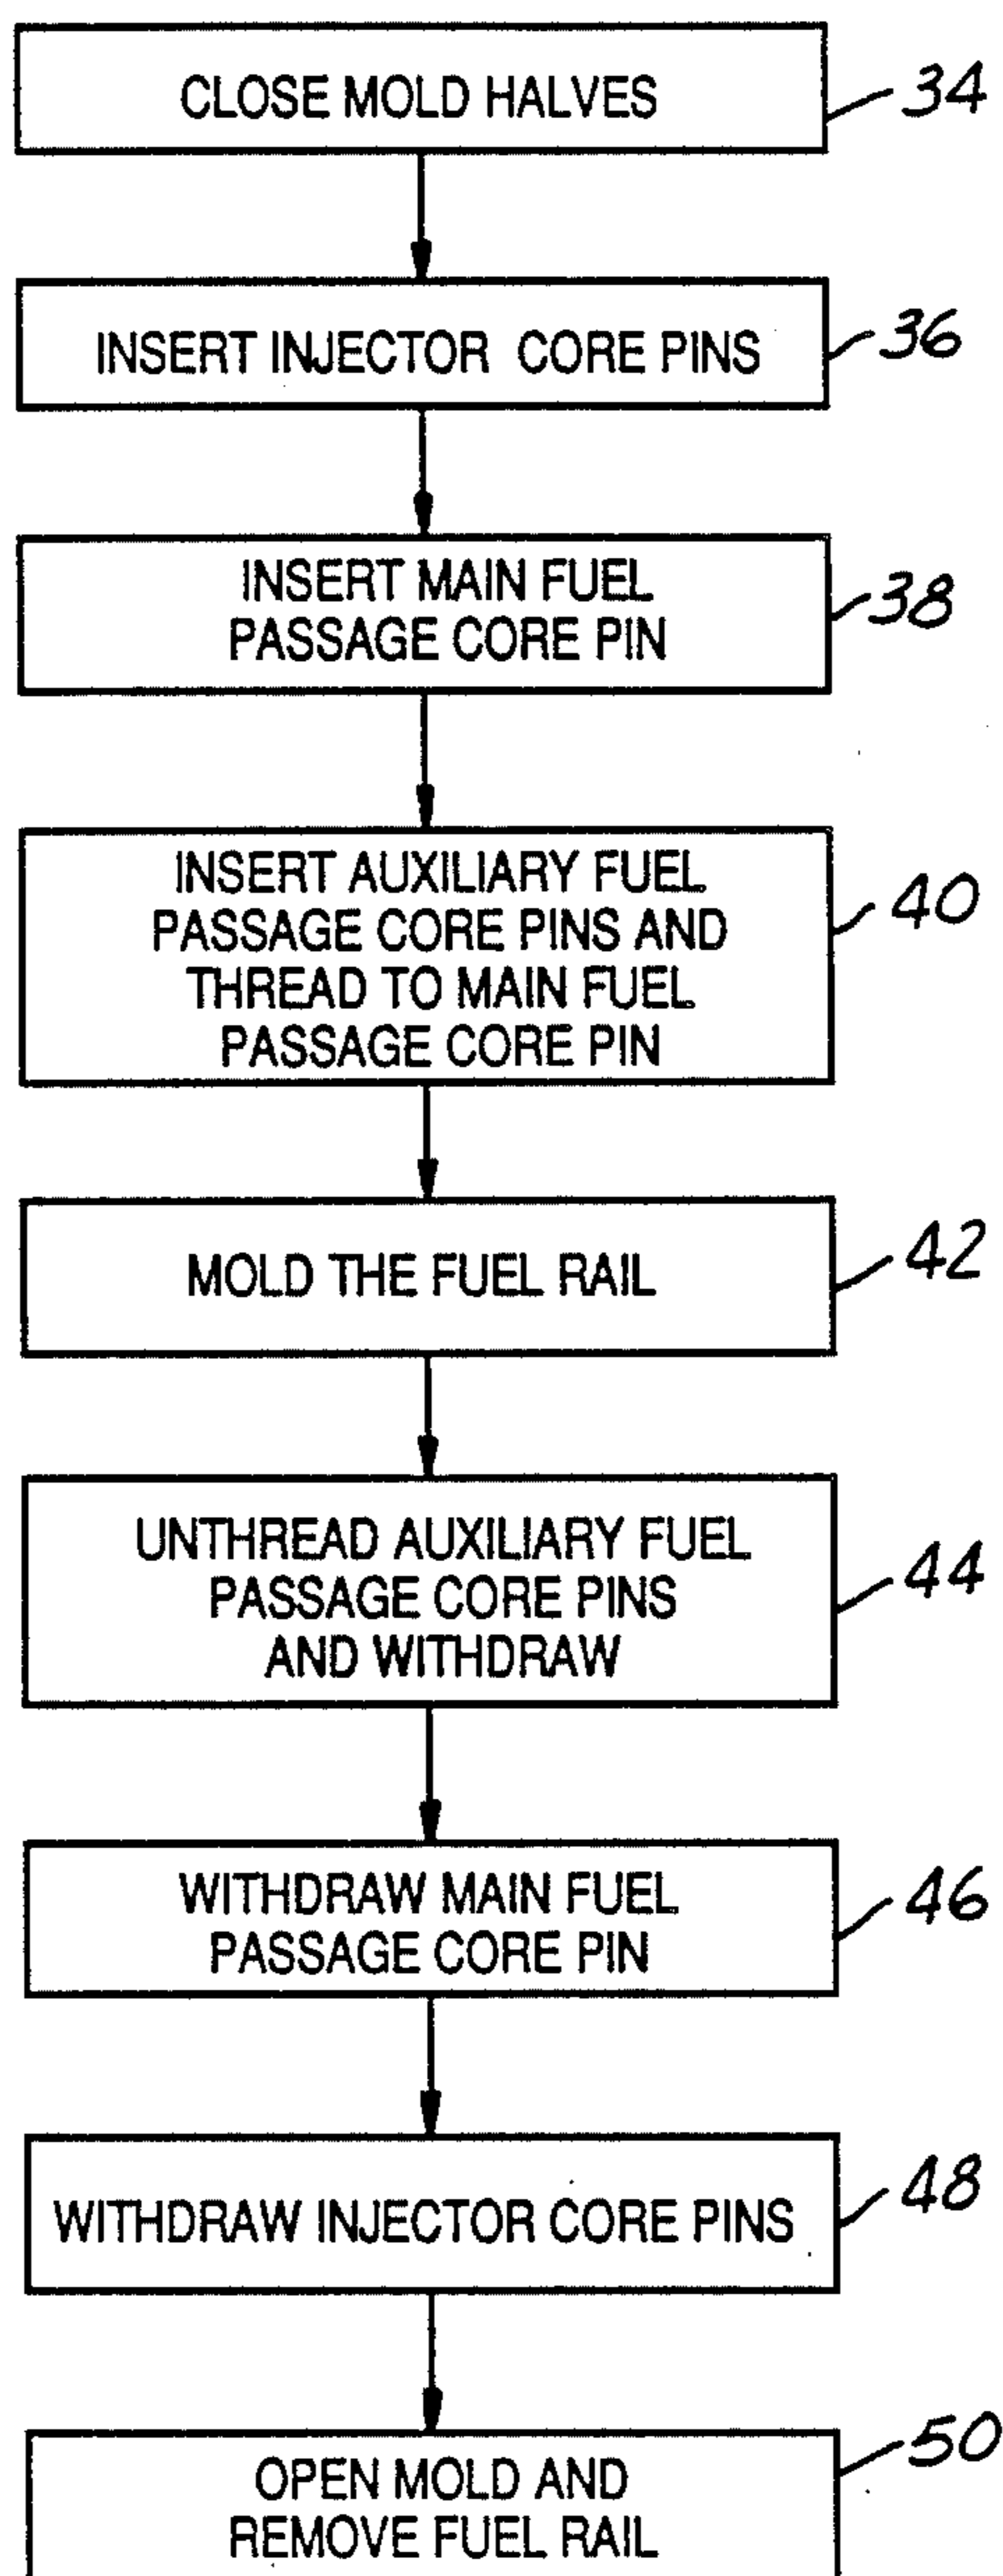 CLOSE MOLD HALVES
34
INSERT INJECTOR CORE PINS
36
INSERT MAIN FUEL
PASSAGE CORE PIN
38
INSERT AUXILIARY FUEL
PASSAGE CORE PINS AND
THREAD TO MAIN FUEL
PASSAGE CORE PIN
40
MOLD THE FUEL RAIL
42
UNTHREAD AUXILIARY FUEL
PASSAGE CORE PINS
AND WITHDRAW
44
WITHDRAW MAIN FUEL
PASSAGE CORE PIN
46
WITHDRAW INJECTOR CORE PINS
48
OPEN MOLD AND
REMOVE FUEL RAIL
50